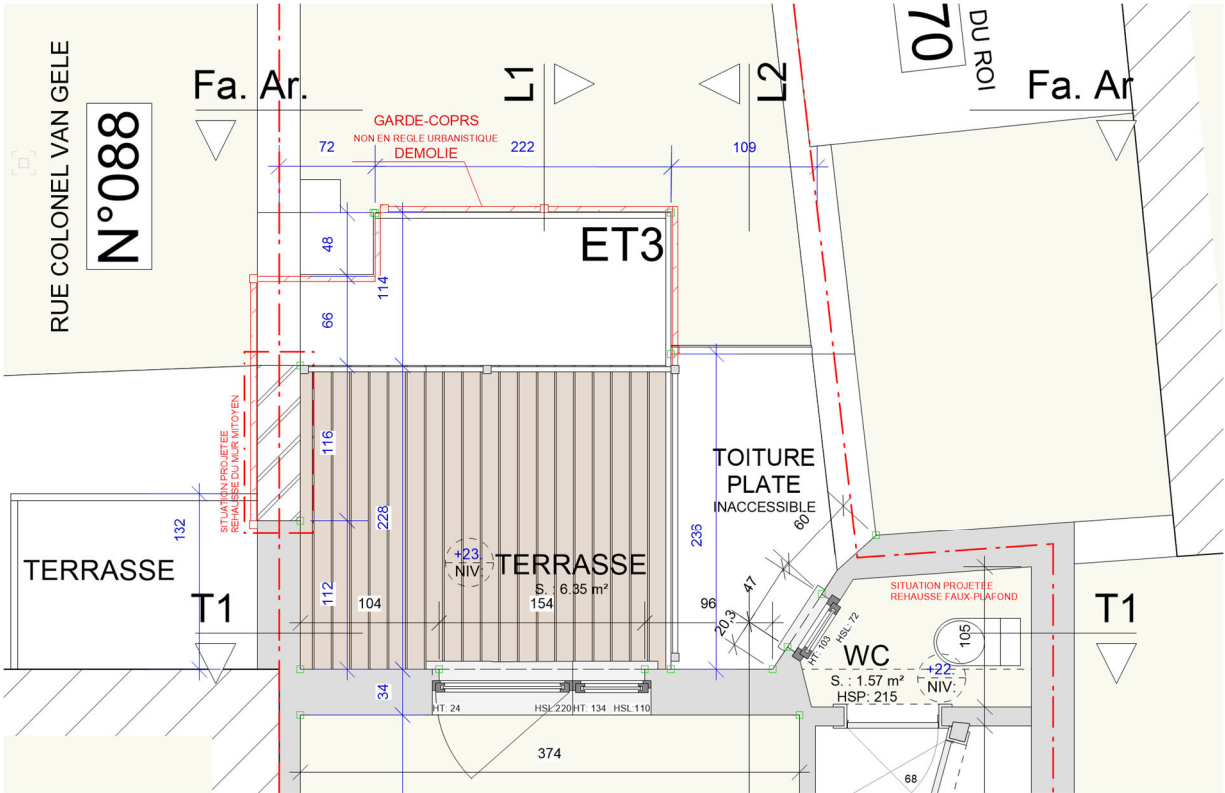 RUE COLONEL VAN GELE
N°088
Fa. Ar.
L1
L2
70
DU ROI
Fa. Ar
GARDE-COPRS
NON EN REGLE URBANISTIQUE
DEMOLIE
72
222
109
48
114
66
ET3
SITUATION PROJETEE
REHAUSSE DU MUR MITOYEN
116
228
112
132
TERRASSE
T1
+23.
NIV.
TERRASSE
S. : 6.35 m²
104
154
96
236
TOITURE
PLATE
INACCESSIBLE
60
47
20,3
SITUATION PROJETEE
REHAUSSE FAUX-PLAFOND
HT: 103
HSL: 72
105
WC
S. : 1.57 m²
HSP: 215
+22.
NIV.
T1
34
HT: 24
HSL:220
HT: 134
HSL:110
374
68